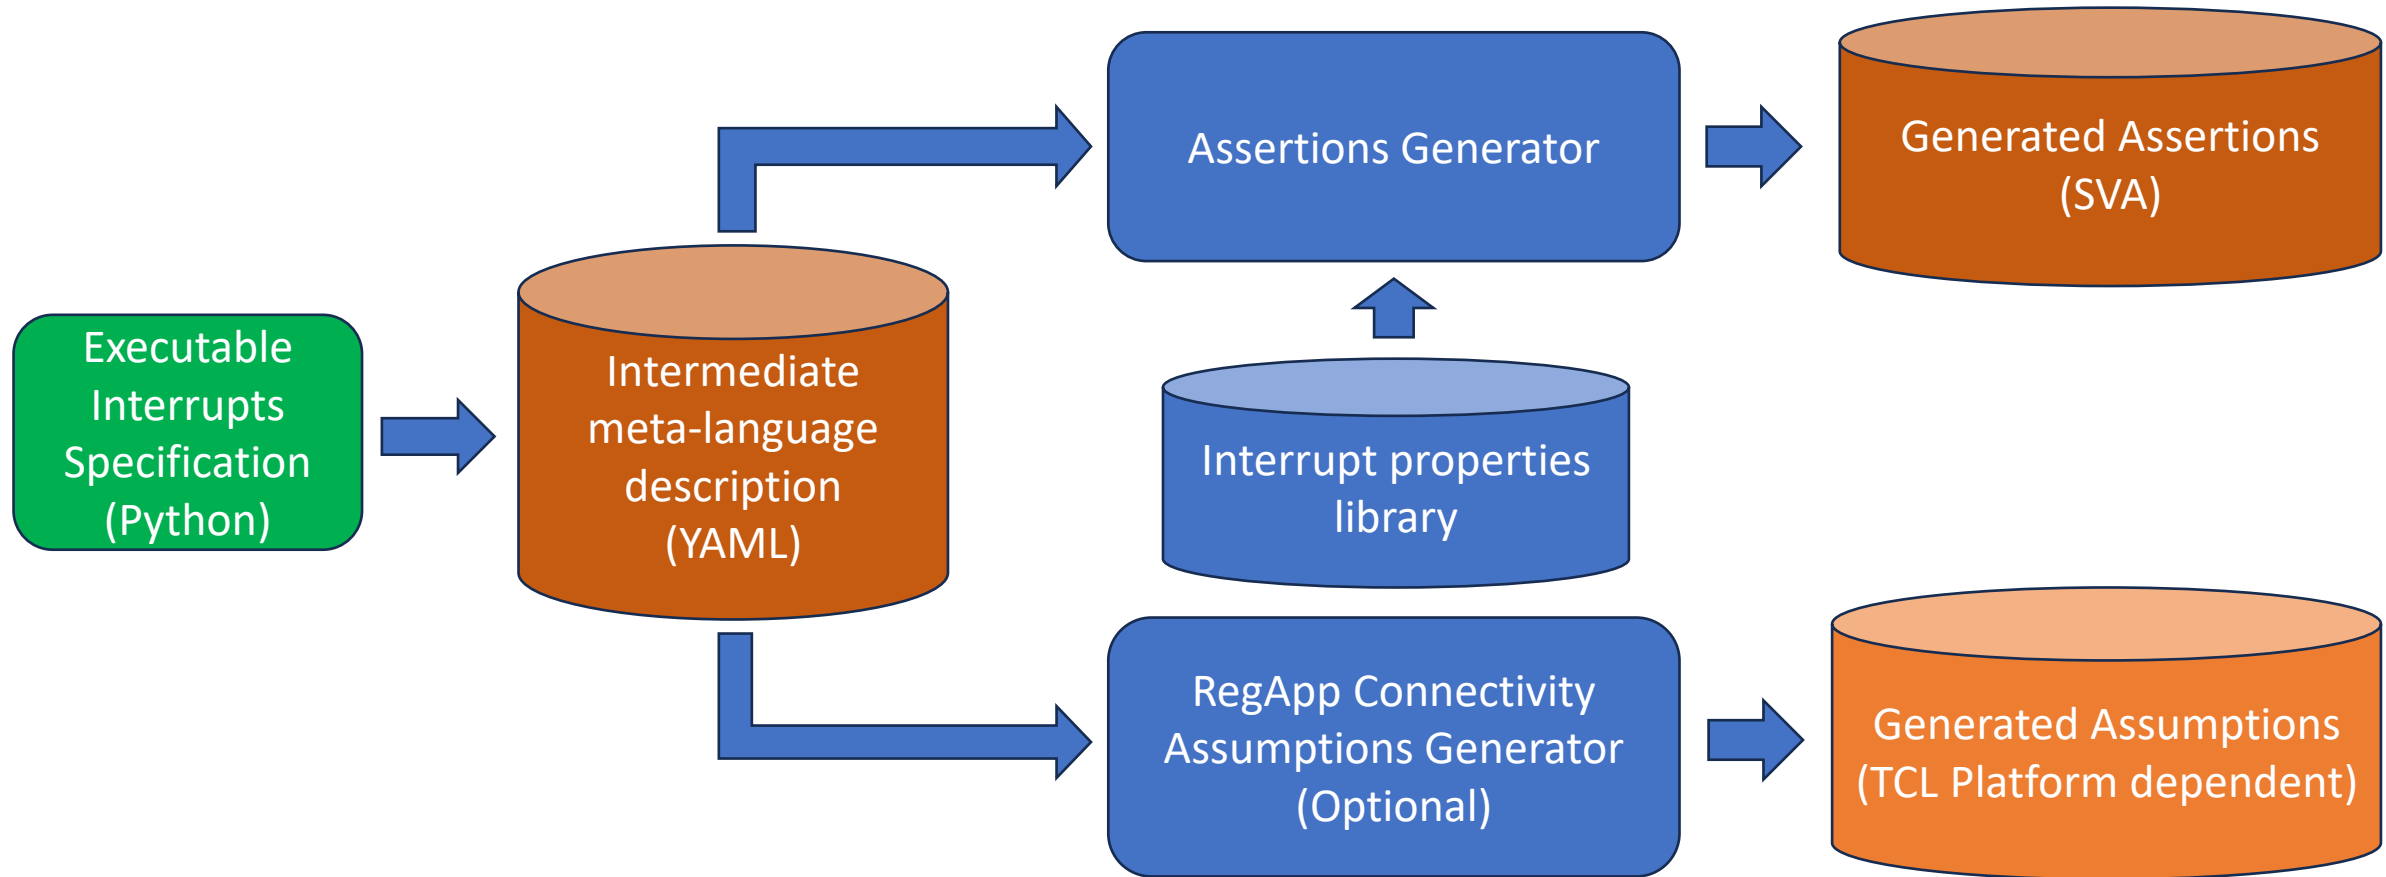 Executable
Interrupts
Specification
(Python)
Intermediate
meta-language
description
(YAML)
Assertions Generator
Interrupt properties
library
RegApp Connectivity
Assumptions Generator
(Optional)
Generated Assertions
(SVA)
Generated Assumptions
(TCL Platform dependent)